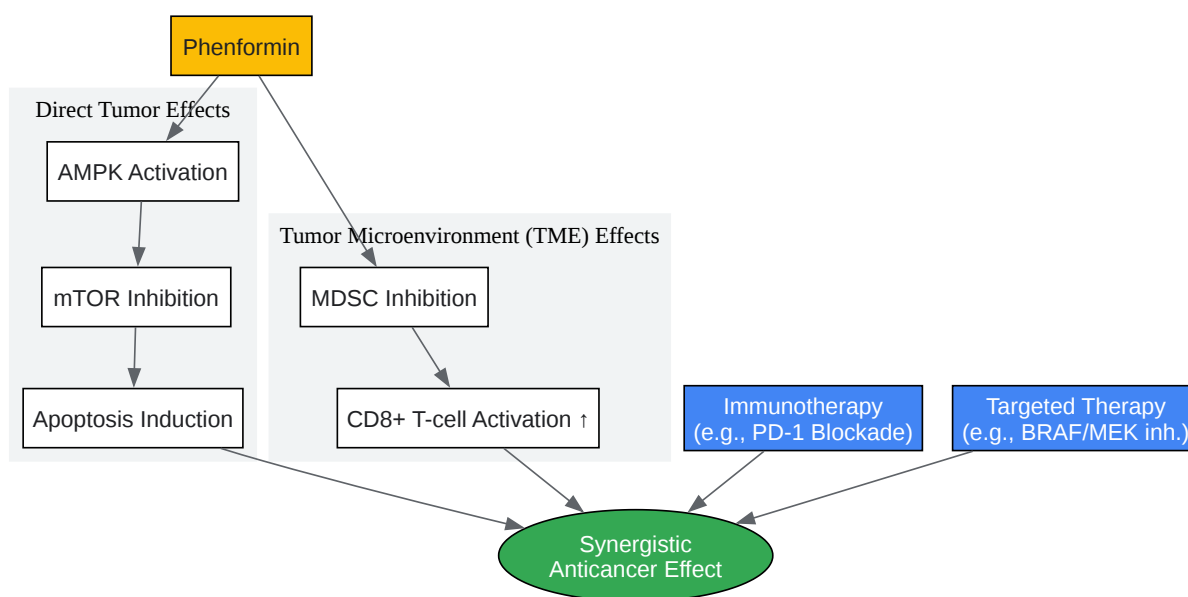 Phenformin
Direct Tumor Effects
AMPK Activation
Tumor Microenvironment (TME) Effects
mTOR Inhibition
MDSC Inhibition
Apoptosis Induction
CD8+ T-cell Activation ↑
Immunotherapy
(e.g., PD-1 Blockade)
Targeted Therapy
(e.g., BRAF/MEK inh.)
Synergistic
Anticancer Effect